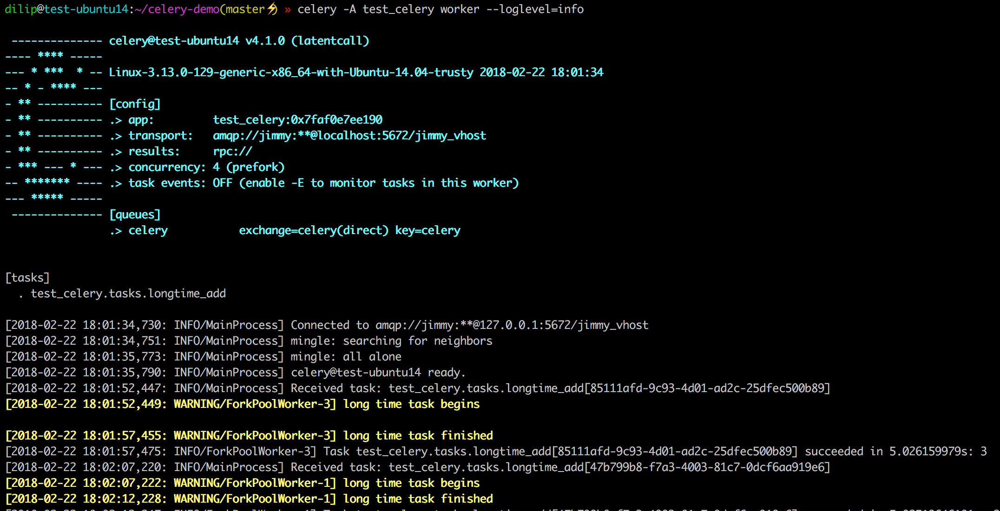 dilip@test-ubuntu14:~/celery-demo(master⚡) » celery -A test_celery worker --loglevel=info
 -------------- celery@test-ubuntu14 v4.1.0 (latentcall)
---- **** -----
--- * ***  * -- Linux-3.13.0-129-generic-x86_64-with-Ubuntu-14.04-trusty 2018-02-22 18:01:34
-- * - **** ---
- ** ---------- [config]
- ** ---------- .> app:         test_celery:0x7faf0e7ee190
- ** ---------- .> transport:   amqp://jimmy:**@localhost:5672/jimmy_vhost
- ** ---------- .> results:     rpc://
- *** --- * --- .> concurrency: 4 (prefork)
-- ******* ---- .> task events: OFF (enable -E to monitor tasks in this worker)
--- ***** -----
 -------------- [queues]
                .> celery           exchange=celery(direct) key=celery
[tasks]
  . test_celery.tasks.longtime_add
[2018-02-22 18:01:34,730: INFO/MainProcess] Connected to amqp://jimmy:**@127.0.0.1:5672/jimmy_vhost
[2018-02-22 18:01:34,751: INFO/MainProcess] mingle: searching for neighbors
[2018-02-22 18:01:35,773: INFO/MainProcess] mingle: all alone
[2018-02-22 18:01:35,790: INFO/MainProcess] celery@test-ubuntu14 ready.
[2018-02-22 18:01:52,447: INFO/MainProcess] Received task: test_celery.tasks.longtime_add[85111afd-9c93-4d01-ad2c-25dfec500b89]
[2018-02-22 18:01:52,449: WARNING/ForkPoolWorker-3] long time task begins
[2018-02-22 18:01:57,455: WARNING/ForkPoolWorker-3] long time task finished
[2018-02-22 18:01:57,475: INFO/ForkPoolWorker-3] Task test_celery.tasks.longtime_add[85111afd-9c93-4d01-ad2c-25dfec500b89] succeeded in 5.026159979s: 3
[2018-02-22 18:02:07,220: INFO/MainProcess] Received task: test_celery.tasks.longtime_add[47b799b8-f7a3-4003-81c7-0dcf6aa919e6]
[2018-02-22 18:02:07,222: WARNING/ForkPoolWorker-1] long time task begins
[2018-02-22 18:02:12,228: WARNING/ForkPoolWorker-1] long time task finished